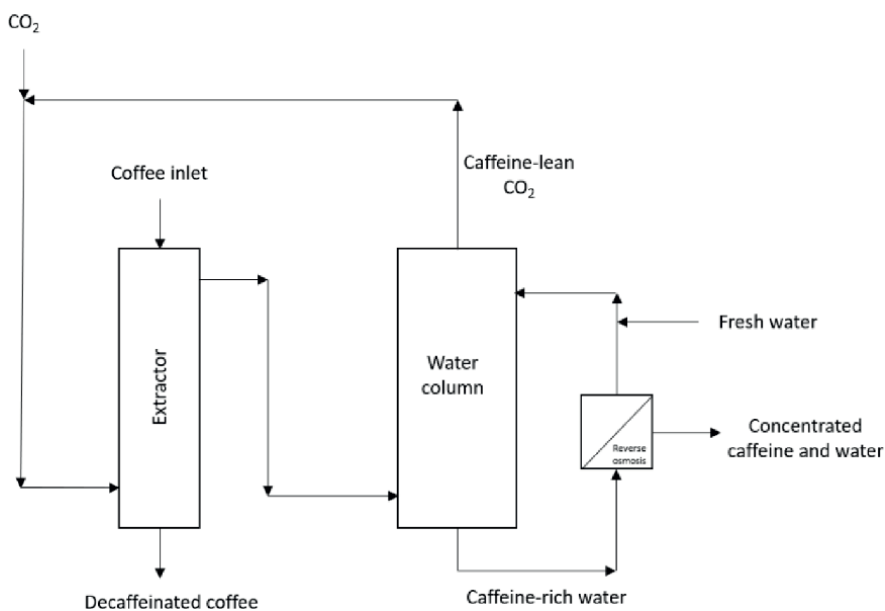 CO₂
Coffee inlet
Caffeine-lean
CO₂
Extractor
Water
column
Fresh water
Reverse
osmosis
Concentrated
caffeine and water
Decaffeinated coffee
Caffeine-rich water